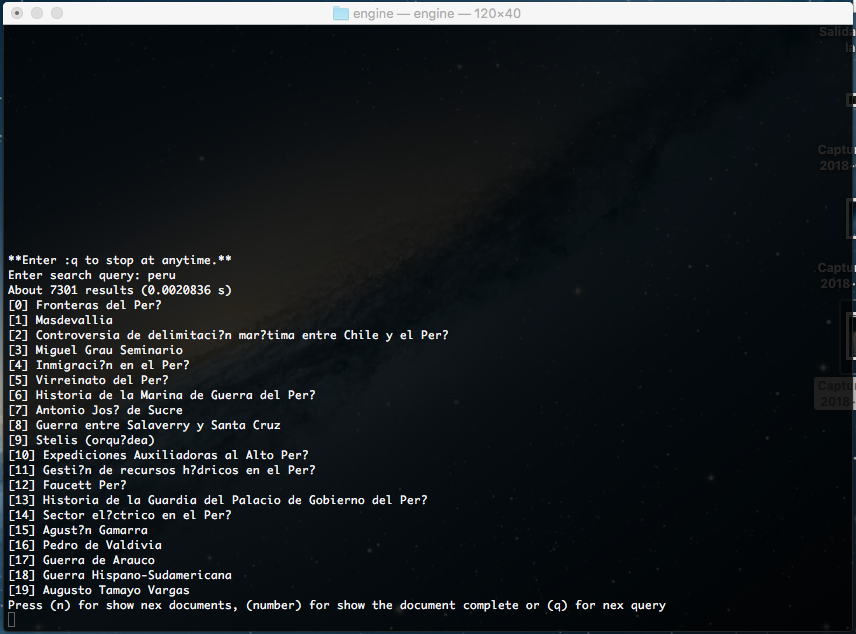 engine — engine — 120×40
Salida
la
Captu
2018-
Captu
2018-
Captu
2018-
**Enter :q to stop at anytime.**
Enter search query: peru
About 7301 results (0.0020836 s)
[0] Fronteras del Per?
[1] Masdevallia
[2] Controversia de delimitaci?n mar?tima entre Chile y el Per?
[3] Miguel Grau Seminario
[4] Inmigraci?n en el Per?
[5] Virreinato del Per?
[6] Historia de la Marina de Guerra del Per?
[7] Antonio Jos? de Sucre
[8] Guerra entre Salaverry y Santa Cruz
[9] Stelis (orqu?dea)
[10] Expediciones Auxiliadoras al Alto Per?
[11] Gesti?n de recursos h?dricos en el Per?
[12] Faucett Per?
[13] Historia de la Guardia del Palacio de Gobierno del Per?
[14] Sector el?ctrico en el Per?
[15] Agust?n Gamarra
[16] Pedro de Valdivia
[17] Guerra de Arauco
[18] Guerra Hispano-Sudamericana
[19] Augusto Tamayo Vargas
Press (n) for show nex documents, (number) for show the document complete or (q) for nex query